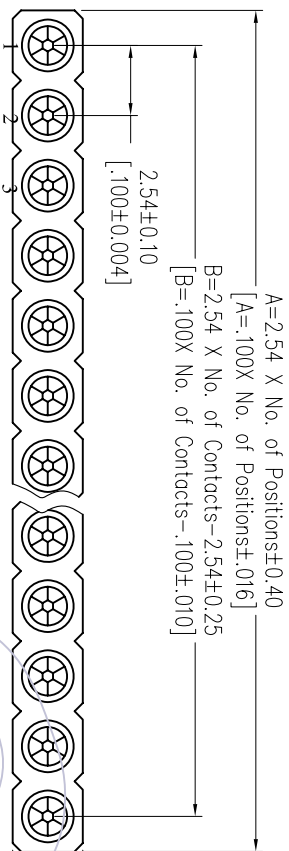 A=2.54 X No. of Positions±0.40
[A=.100X No. of Positions±.016]
B=2.54 X No. of Contacts-2.54±0.25
[B=.100X No. of Contacts-.100±.010]
2.54±0.10
[.100±0.004]
1
2
3